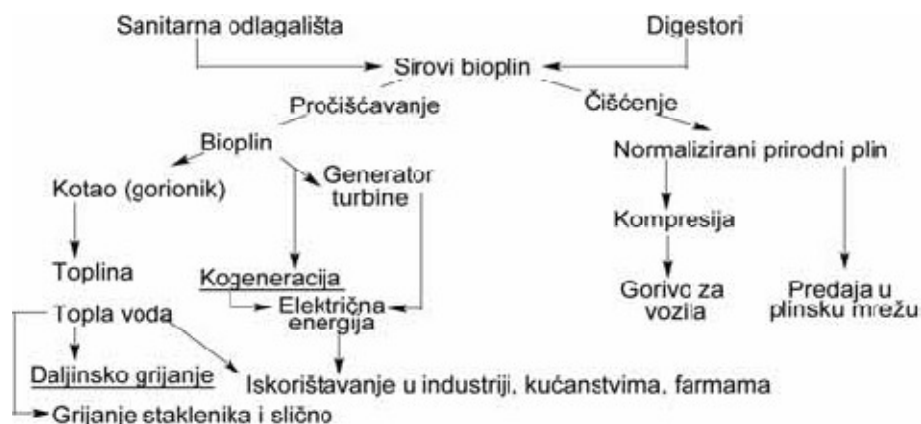 Sanitarna odlagališta
Digestori
Sirovi bioplin
Pročišćavanje
Čišćenje
Bioplin
Normalizirani prirodni plin
Kotao (gorionik)
Generator
turbine
Kompresija
Toplina
Kogeneracija
Gorivo za
vozila
Predaja u
plinsku mrežu
Topla voda
Električna
energija
Daljinsko grijanje
Iskorištavanje u industriji, kućanstvima, farmama
Grijanje staklenika i slično